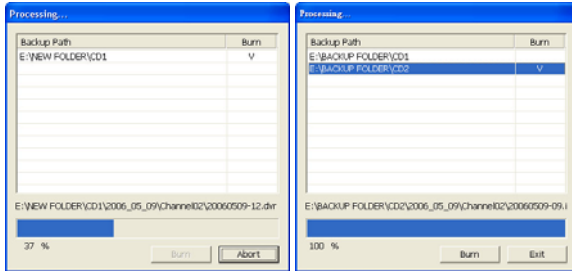 Processing...
Backup Path Burn
E:\NEW FOLDER\CD1 V
E:\NEW FOLDER\CD1\2006_05_09\Channel02\20060509-12.dvr
37 %
Burn Abort
Processing...
Backup Path Burn
E:\BACKUP FOLDER\CD1
E:\BACKUP FOLDER\CD2 V
E:\BACKUP FOLDER\CD2\2006_05_09\Channel02\20060509-09.
100 %
Burn Exit